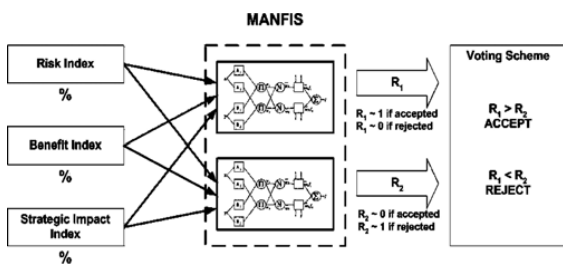 MANFIS
Risk Index
%
Benefit Index
%
Strategic Impact
Index
%
R1
R1 ~ 1 if accepted
R1 ~ 0 if rejected
R2
R2 ~ 0 if accepted
R2 ~ 1 if rejected
Voting Scheme
R1 > R2
ACCEPT
R1 < R2
REJECT